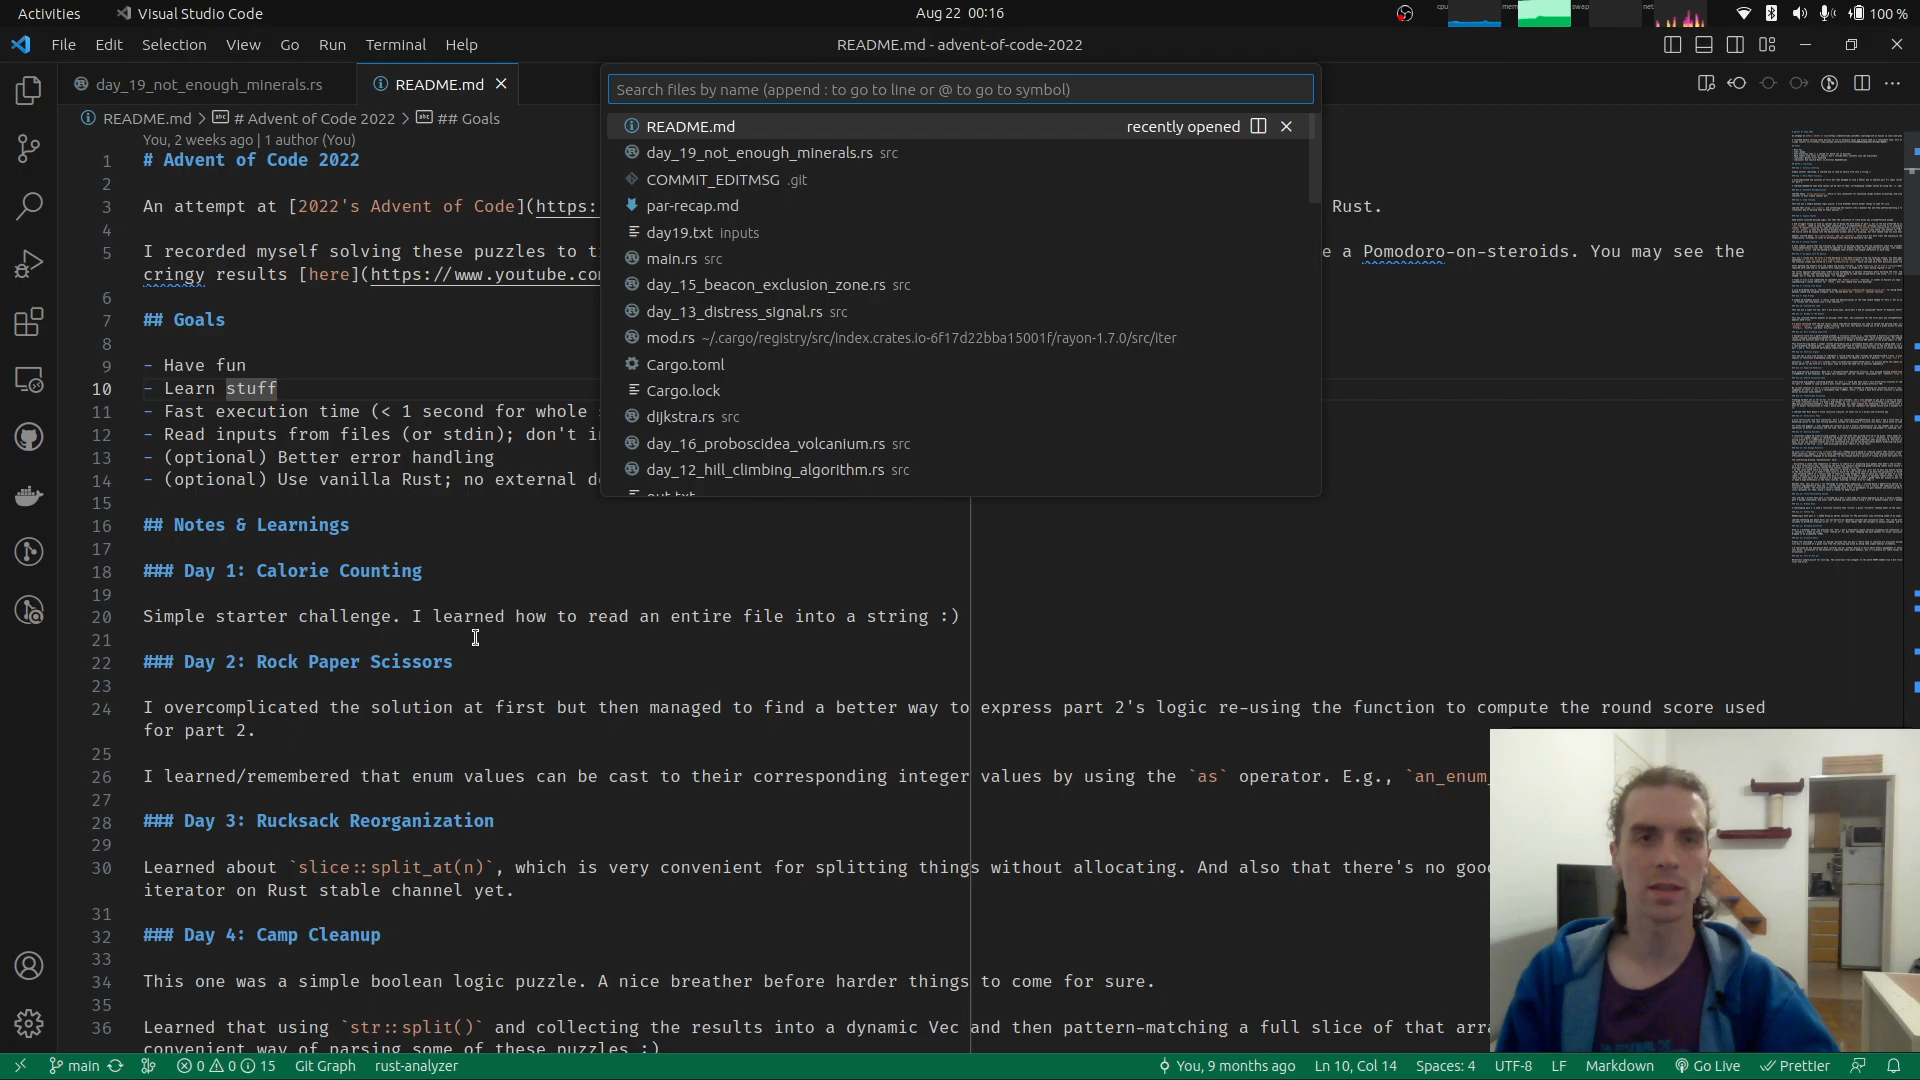 Activities
Visual Studio Code
Aug 22 00:16
cpu
mem
swap
net
100 %
File Edit Selection View Go Run Terminal Help
README.md - advent-of-code-2022
day_19_not_enough_minerals.rs
README.md
Search files by name (append : to go to line or @ to go to symbol)
README.md > # Advent of Code 2022 > ## Goals
README.md recently opened
day_19_not_enough_minerals.rs src
COMMIT_EDITMSG .git
par-recap.md
day19.txt inputs
main.rs src
day_15_beacon_exclusion_zone.rs src
day_13_distress_signal.rs src
mod.rs ~/.cargo/registry/src/index.crates.io-6f17d22bba15001f/rayon-1.7.0/src/iter
Cargo.toml
Cargo.lock
dijkstra.rs src
day_16_proboscidea_volcanium.rs src
day_12_hill_climbing_algorithm.rs src
out.txt
You, 2 weeks ago | 1 author (You)
1 # Advent of Code 2022
2
3 An attempt at [2022's Advent of Code](https: Rust.
4
5 I recorded myself solving these puzzles to t e a Pomodoro-on-steroids. You may see the
cringy results [here](https://www.youtube.co
6
7 ## Goals
8
9 - Have fun
10 - Learn stuff
11 - Fast execution time (< 1 second for whole
12 - Read inputs from files (or stdin); don't i
13 - (optional) Better error handling
14 - (optional) Use vanilla Rust; no external d
15
16 ## Notes & Learnings
17
18 ### Day 1: Calorie Counting
19
20 Simple starter challenge. I learned how to read an entire file into a string :)
21
22 ### Day 2: Rock Paper Scissors
23
24 I overcomplicated the solution at first but then managed to find a better way to express part 2's logic re-using the function to compute the round score used
for part 2.
25
26 I learned/remembered that enum values can be cast to their corresponding integer values by using the `as` operator. E.g., `an_enum_
27
28 ### Day 3: Rucksack Reorganization
29
30 Learned about `slice::split_at(n)`, which is very convenient for splitting things without allocating. And also that there's no goo
iterator on Rust stable channel yet.
31
32 ### Day 4: Camp Cleanup
33
34 This one was a simple boolean logic puzzle. A nice breather before harder things to come for sure.
35
36 Learned that using `str::split()` and collecting the results into a dynamic Vec and then pattern-matching a full slice of that arr
convenient way of parsing some of these puzzles :)
main
0 0 15
Git Graph
rust-analyzer
You, 9 months ago
Ln 10, Col 14
Spaces: 4
UTF-8
LF
Markdown
Go Live
Prettier